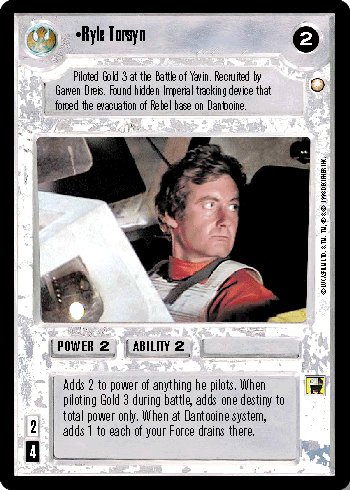 •Ryle Torsyn
2
Piloted Gold 3 at the Battle of Yavin. Recruited by
Garven Dreis. Found hidden Imperial tracking device that
forced the evacuation of Rebel base on Dantooine.
POWER 2
ABILITY 2
Adds 2 to power of anything he pilots. When
piloting Gold 3 during battle, adds one destiny to
total power only. When at Dantooine system,
adds 1 to each of your Force drains there.
2
4